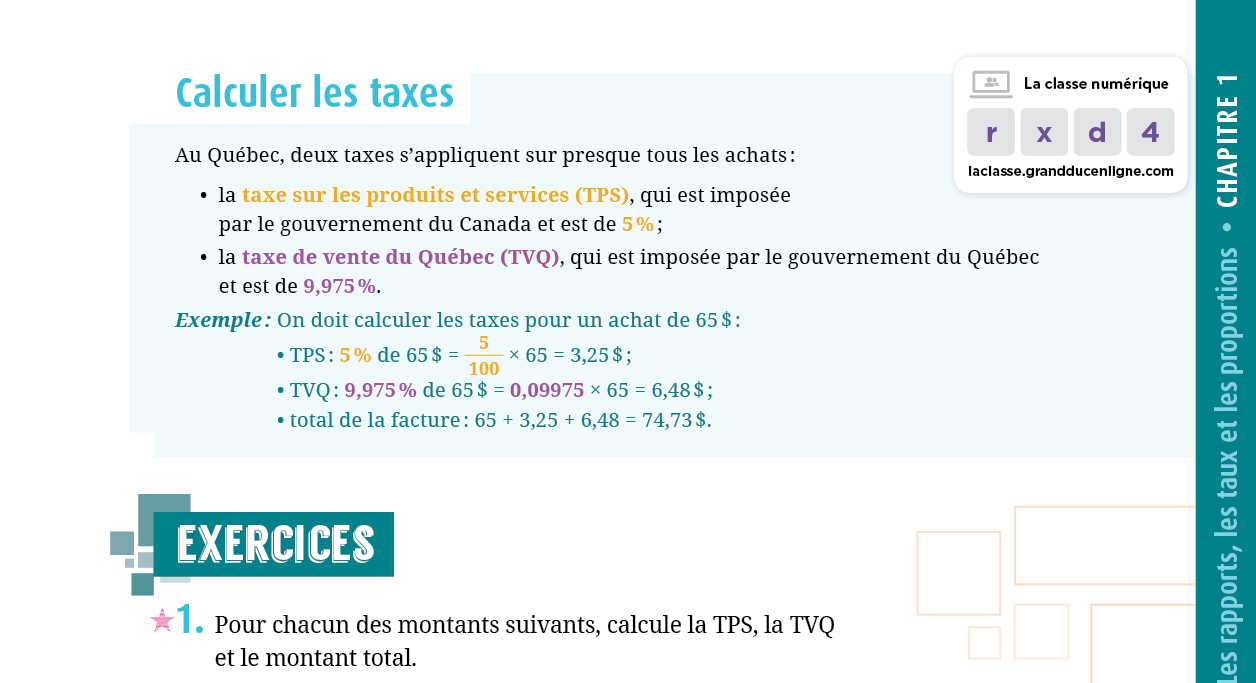 Calculer les taxes
La classe numérique
r x d 4
laclasse.grandducenligne.com
Au Québec, deux taxes s’appliquent sur presque tous les achats :
• la taxe sur les produits et services (TPS), qui est imposée
par le gouvernement du Canada et est de 5 % ;
• la taxe de vente du Québec (TVQ), qui est imposée par le gouvernement du Québec
et est de 9,975 %.
Exemple : On doit calculer les taxes pour un achat de 65 $ :
• TPS : 5 % de 65 $ = 5/100 × 65 = 3,25 $ ;
• TVQ : 9,975 % de 65 $ = 0,09975 × 65 = 6,48 $ ;
• total de la facture : 65 + 3,25 + 6,48 = 74,73 $.
EXERCICES
1. Pour chacun des montants suivants, calcule la TPS, la TVQ
et le montant total.
Les rapports, les taux et les proportions • CHAPITRE 1